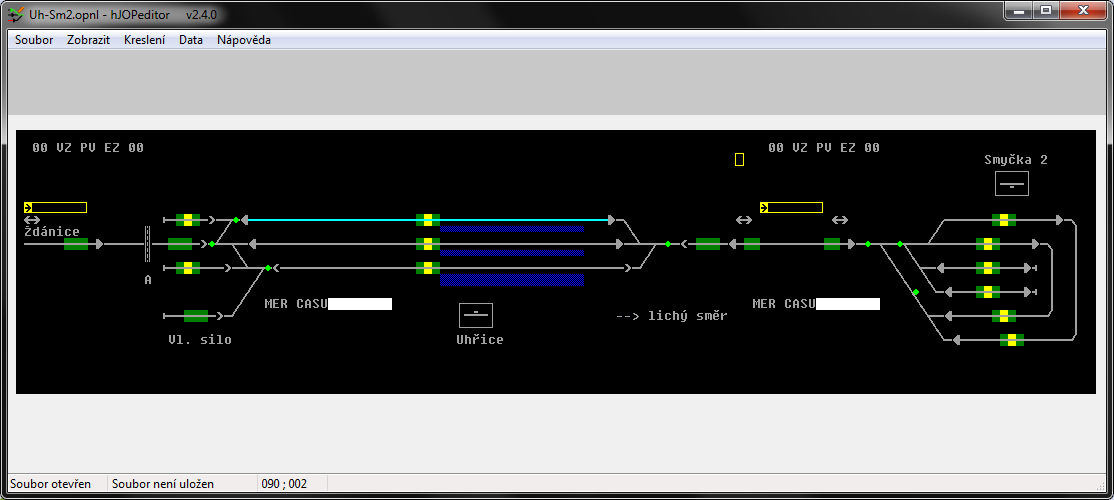 Uh-Sm2.opnl - hJOPeditor v2.4.0
Soubor Zobrazit Kreslení Data Nápověda
00 VZ PV EZ 00
00 VZ PV EZ 00
Smyčka 2
Ždánice
A
MER CASU
MER CASU
--> lichý směr
Vl. silo
Uhřice
Soubor otevřen Soubor není uložen 090 ; 002